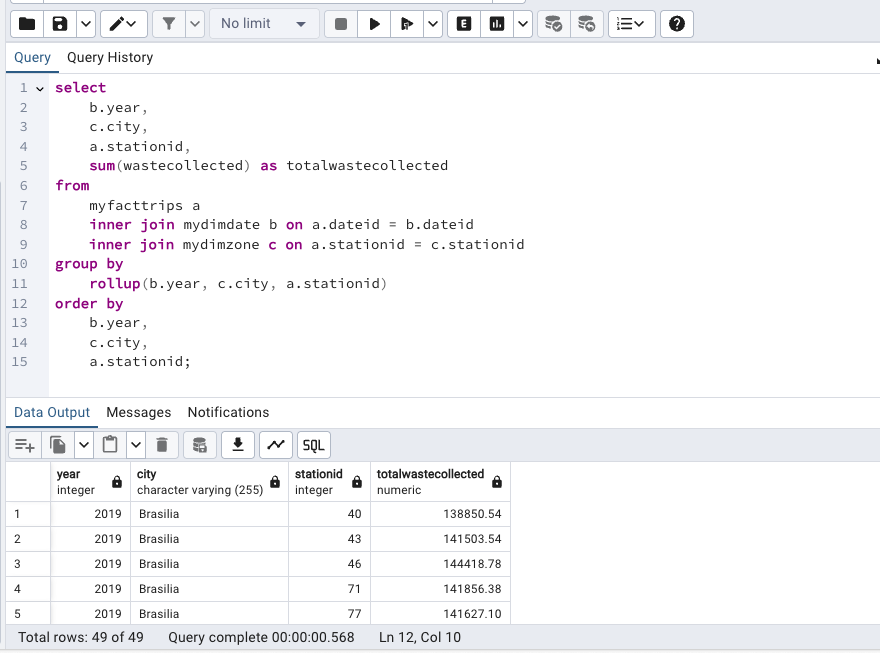 No limit
E
Query Query History
1 select
2 b.year,
3 c.city,
4 a.stationid,
5 sum(wastecollected) as totalwastecollected
6 from
7 myfacttrips a
8 inner join mydimdate b on a.dateid = b.dateid
9 inner join mydimzone c on a.stationid = c.stationid
10 group by
11 rollup(b.year, c.city, a.stationid)
12 order by
13 b.year,
14 c.city,
15 a.stationid;
Data Output Messages Notifications
SQL
year city stationid totalwastecollected
integer character varying (255) integer numeric
1 2019 Brasilia 40 138850.54
2 2019 Brasilia 43 141503.54
3 2019 Brasilia 46 144418.78
4 2019 Brasilia 71 141856.38
5 2019 Brasilia 77 141627.10
Total rows: 49 of 49 Query complete 00:00:00.568 Ln 12, Col 10